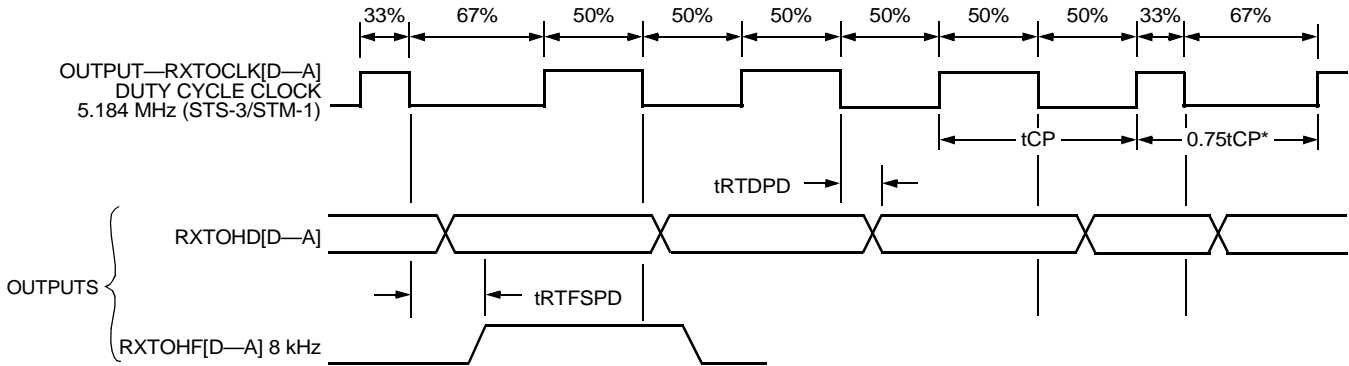 33% 67% 50% 50% 50% 50% 50% 50% 33% 67%
OUTPUT—RXTOCLK[D—A]
DUTY CYCLE CLOCK
5.184 MHz (STS-3/STM-1)
tCP 0.75tCP*
tRTDPD
RXTOHD[D—A]
OUTPUTS
tRTFSPD
RXTOHF[D—A] 8 kHz